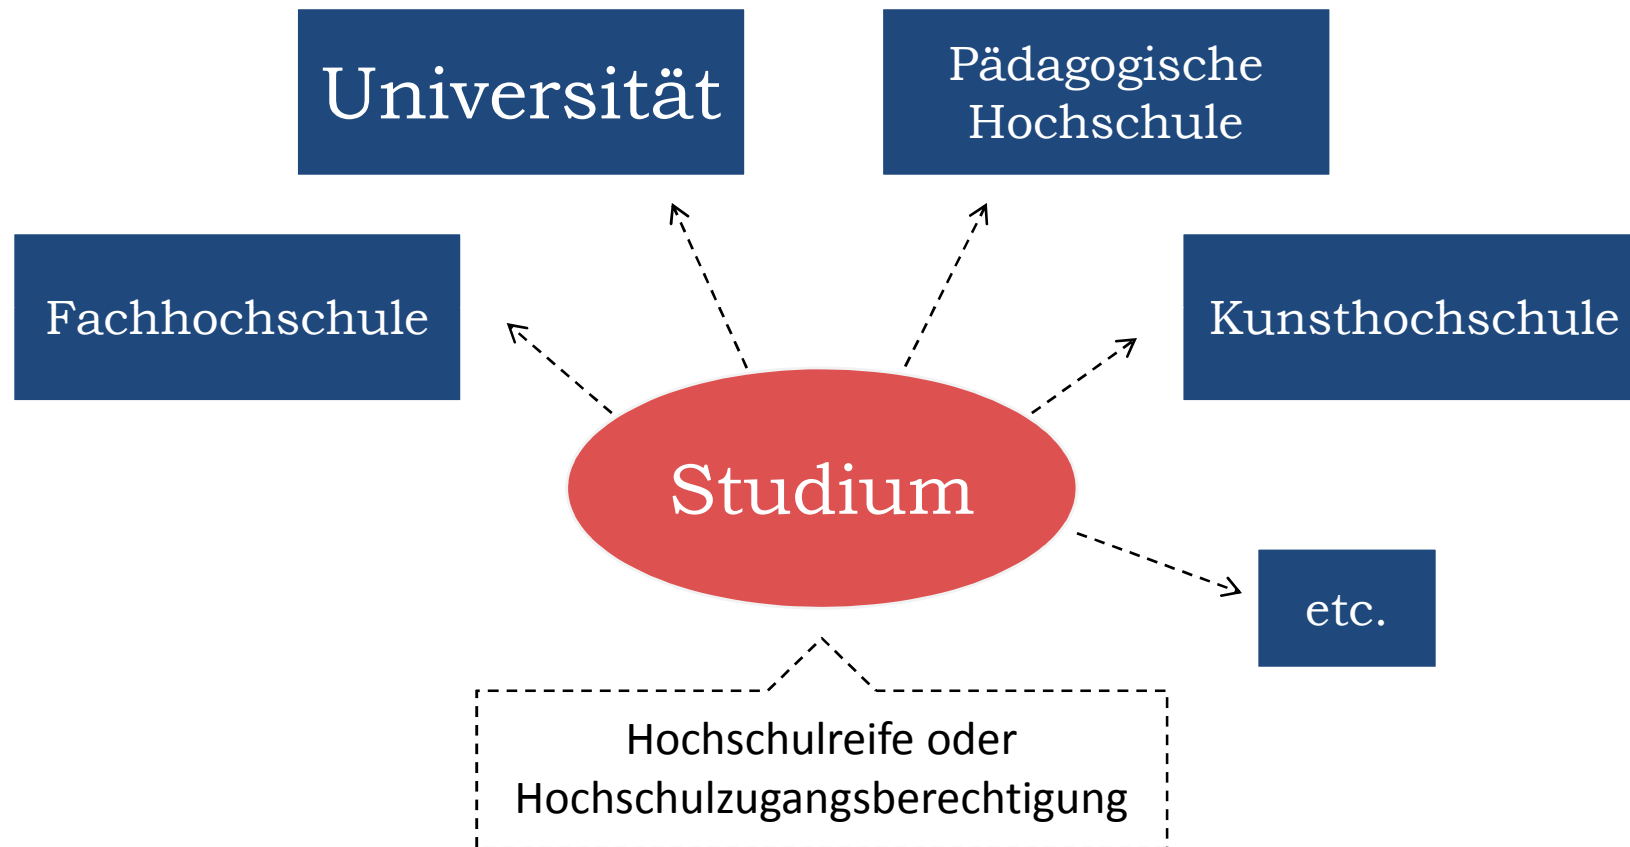 Universität
Pädagogische
Hochschule
Fachhochschule
Kunsthochschule
Studium
etc.
Hochschulreife oder
Hochschulzugangsberechtigung